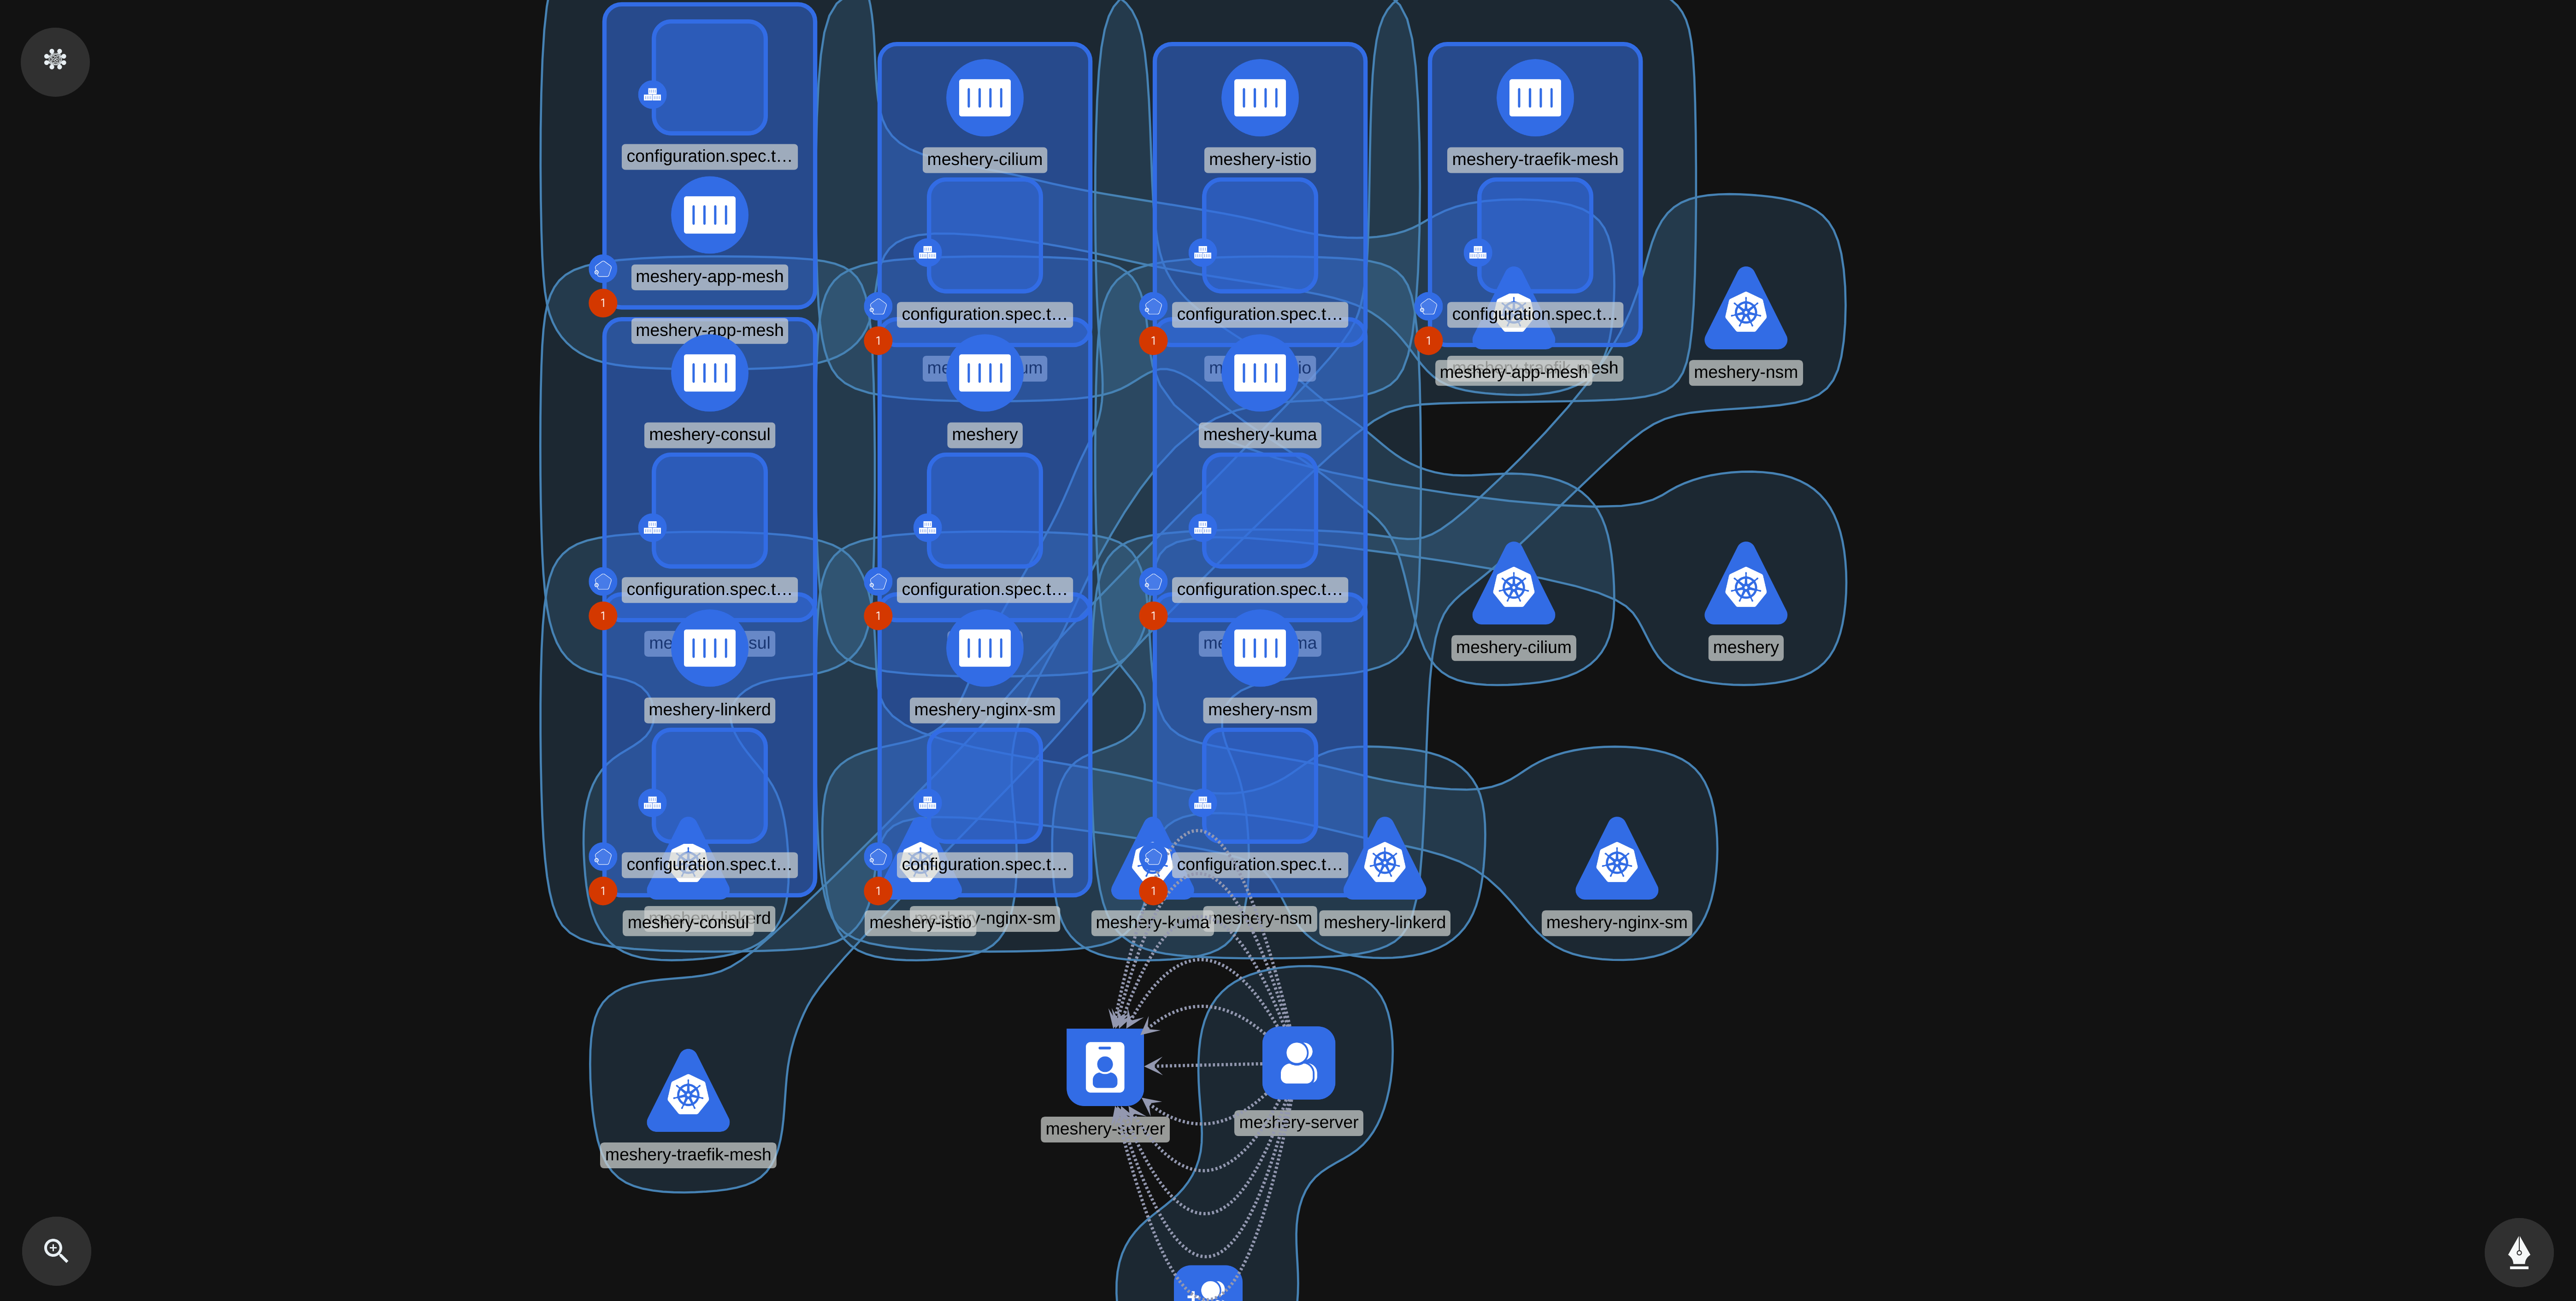 configuration.spec.t…
meshery-app-mesh
1
meshery-app-mesh
meshery-cilium
configuration.spec.t…
1
meshery-istio
configuration.spec.t…
1
meshery-traefik-mesh
configuration.spec.t…
1
meshery-app-mesh
meshery-nsm
meshery-consul
configuration.spec.t…
1
meshery
configuration.spec.t…
1
meshery-kuma
configuration.spec.t…
1
meshery-cilium
meshery
meshery-linkerd
configuration.spec.t…
1
meshery-consul
meshery-nginx-sm
configuration.spec.t…
1
meshery-istio
meshery-nsm
configuration.spec.t…
1
meshery-kuma
meshery-nsm
meshery-linkerd
meshery-nginx-sm
meshery-traefik-mesh
meshery-server
meshery-server